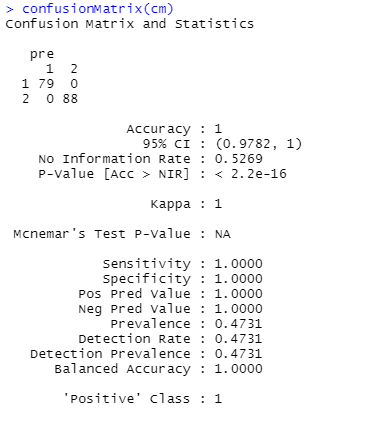 > confusionMatrix(cm)
Confusion Matrix and Statistics
pre
1 2
1 79 0
2 0 88
Accuracy : 1
95% CI : (0.9782, 1)
No Information Rate : 0.5269
P-Value [Acc > NIR] : < 2.2e-16
Kappa : 1
Mcnemar's Test P-Value : NA
Sensitivity : 1.0000
Specificity : 1.0000
Pos Pred Value : 1.0000
Neg Pred Value : 1.0000
Prevalence : 0.4731
Detection Rate : 0.4731
Detection Prevalence : 0.4731
Balanced Accuracy : 1.0000
'Positive' Class : 1